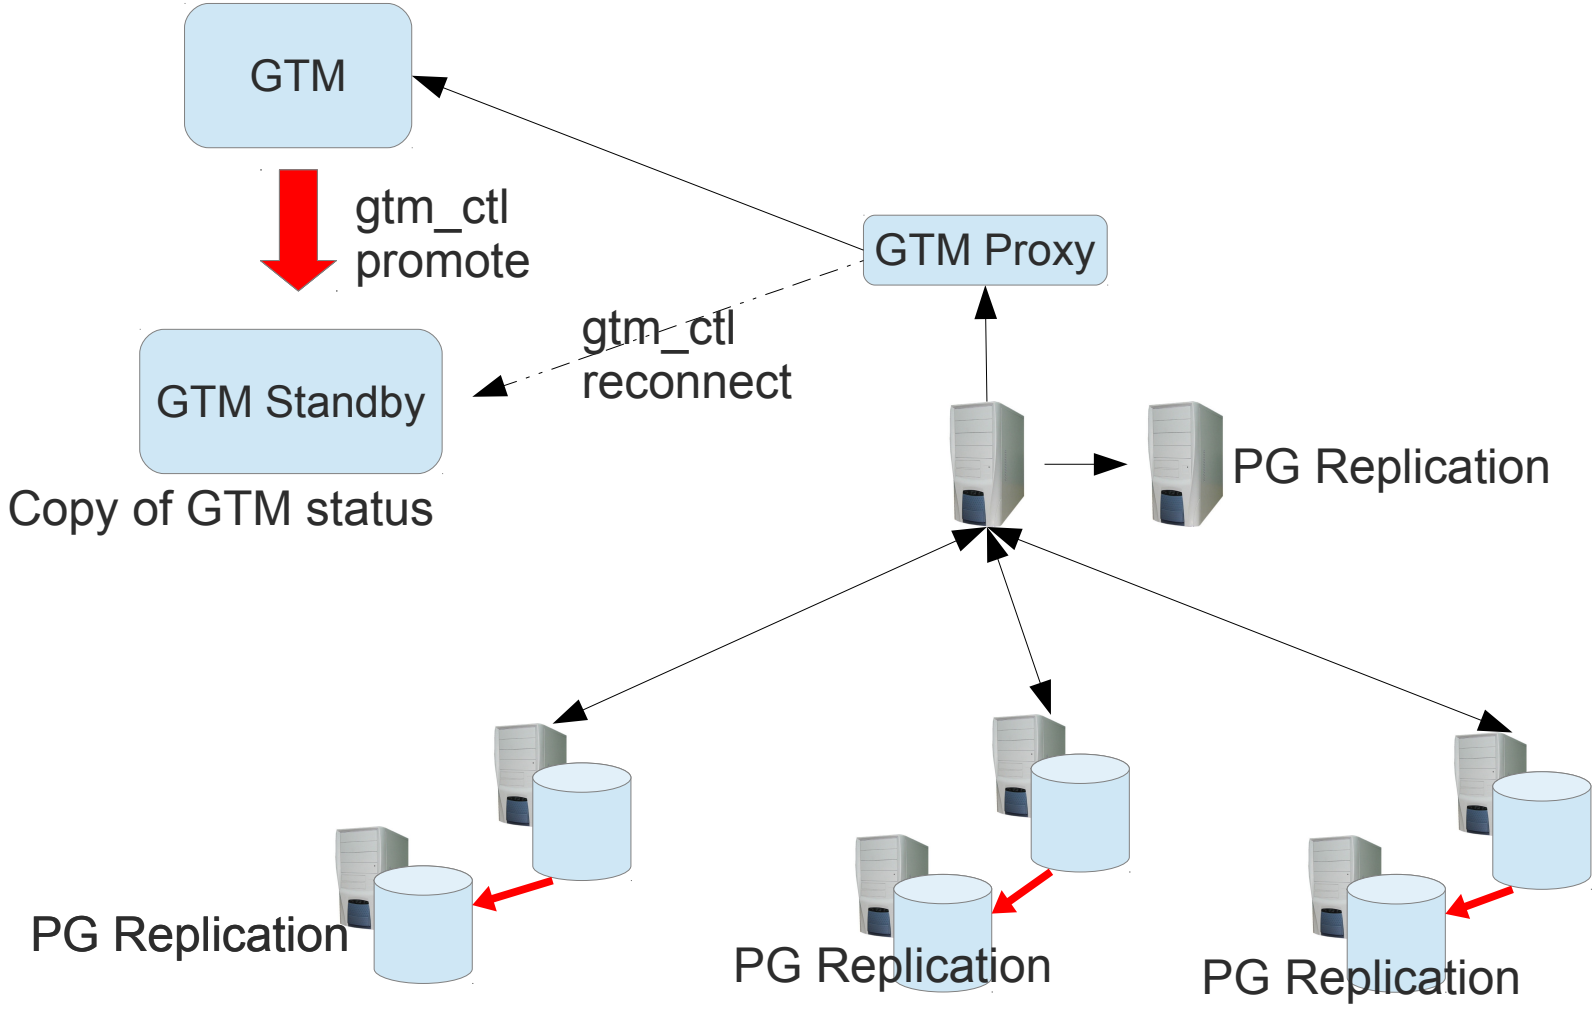 GTM
gtm_ctl
promote
GTM Proxy
gtm_ctl
reconnect
GTM Standby
Copy of GTM status
PG Replication
PG Replication
PG Replication
PG Replication